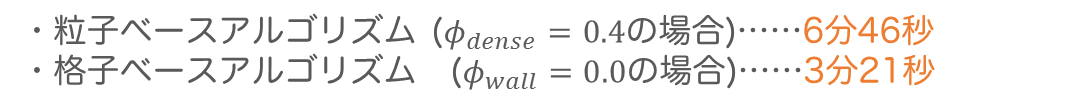 ・粒子ベースアルゴリズム (ϕ_dense = 0.4の場合)……6分46秒
・格子ベースアルゴリズム (ϕ_wall = 0.0の場合)……3分21秒